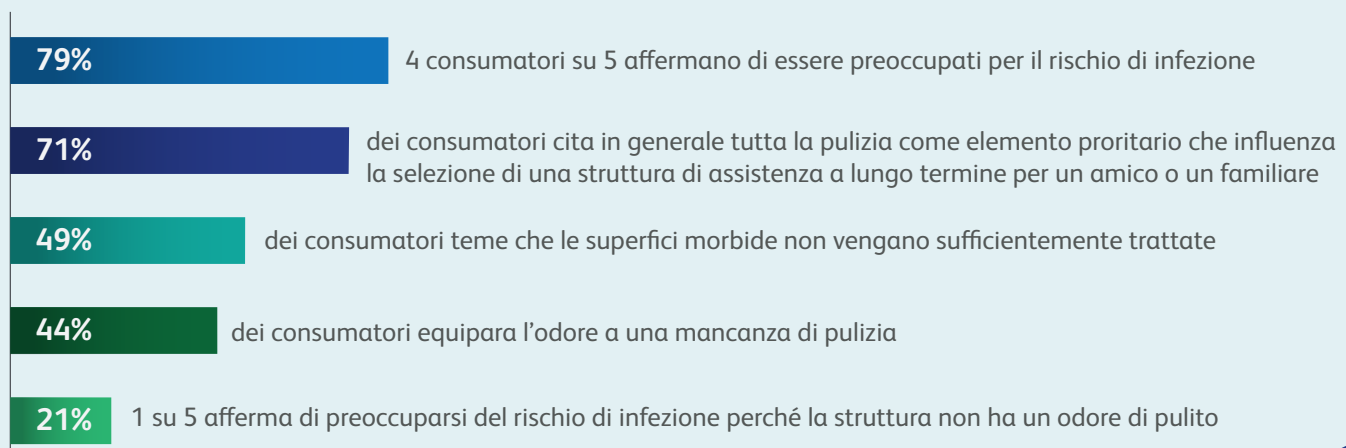 79%
4 consumatori su 5 affermano di essere preoccupati per il rischio di infezione
71%
dei consumatori cita in generale tutta la pulizia come elemento proritario che influenza
la selezione di una struttura di assistenza a lungo termine per un amico o un familiare
49%
dei consumatori teme che le superfici morbide non vengano sufficientemente trattate
44%
dei consumatori equipara l’odore a una mancanza di pulizia
21%
1 su 5 afferma di preoccuparsi del rischio di infezione perché la struttura non ha un odore di pulito